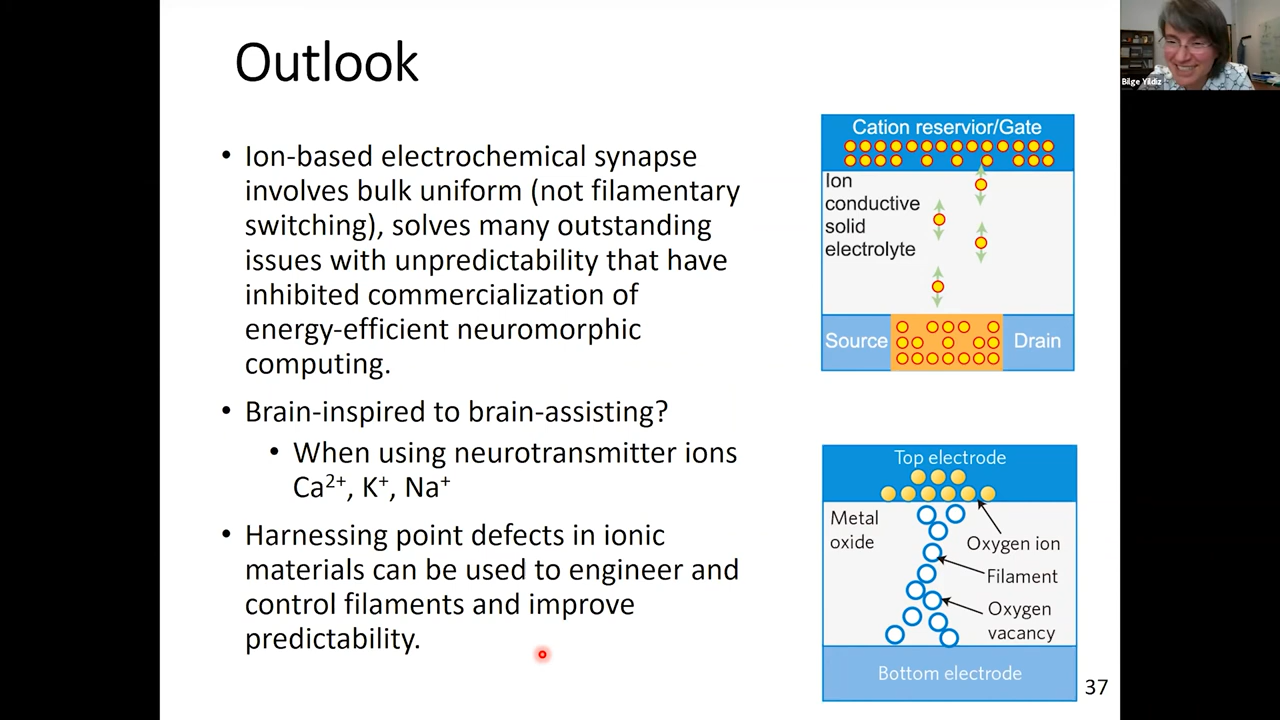 Outlook
• Ion-based electrochemical synapse
involves bulk uniform (not filamentary
switching), solves many outstanding
issues with unpredictability that have
inhibited commercialization of
energy-efficient neuromorphic
computing.
• Brain-inspired to brain-assisting?
• When using neurotransmitter ions
Ca²⁺, K⁺, Na⁺
• Harnessing point defects in ionic
materials can be used to engineer and
control filaments and improve
predictability.
Cation reservior/Gate
Ion
conductive
solid
electrolyte
Source
Drain
Top electrode
Metal
oxide
Oxygen ion
Filament
Oxygen
vacancy
Bottom electrode
37
Bilge Yildiz